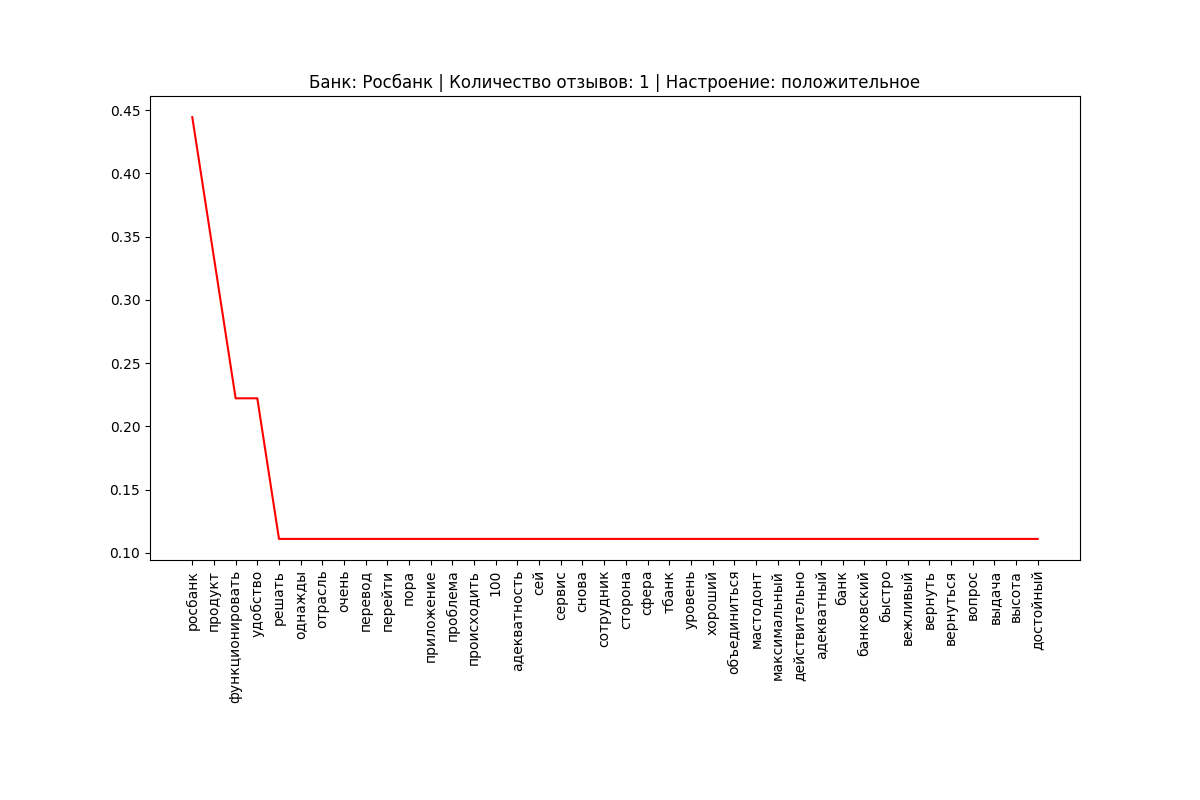 Банк: Росбанк | Количество отзывов: 1 | Настроение: положительное
0.45
0.40
0.35
0.30
0.25
0.20
0.15
0.10
росбанк
продукт
функционировать
удобство
решать
однажды
отрасль
очень
перевод
перейти
пора
приложение
проблема
происходить
100
адекватность
сей
сервис
снова
сотрудник
сторона
сфера
тбанк
уровень
хороший
объединиться
мастодонт
максимальный
действительно
адекватный
банк
банковский
быстро
вежливый
вернуть
вернуться
вопрос
выдача
высота
достойный